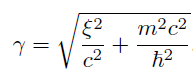 γ = √(ξ²/c² + m²c²/ħ²)